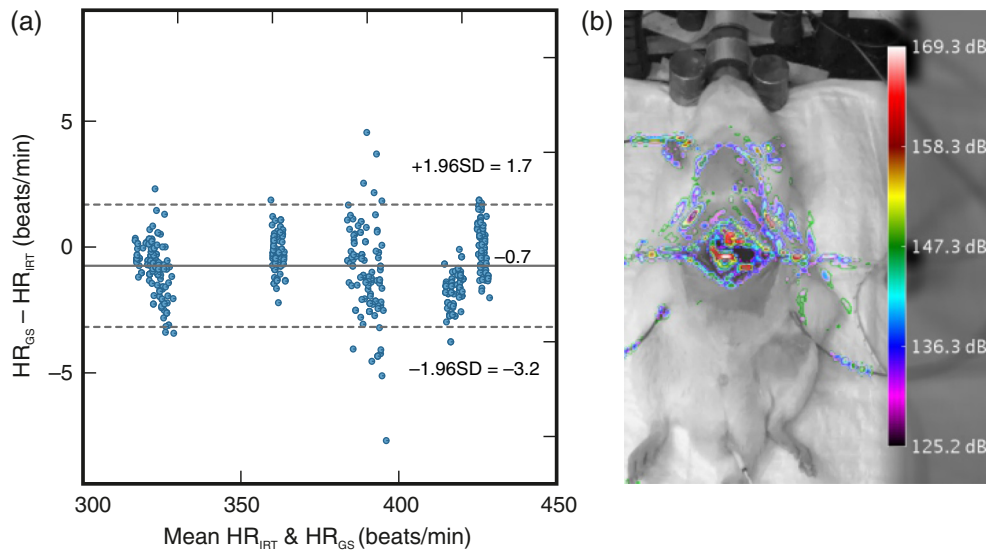 (a)
5
0
−5
300
350
400
450
HR_GS − HR_IRT (beats/min)
Mean HR_IRT & HR_GS (beats/min)
+1.96SD = 1.7
−0.7
−1.96SD = −3.2
(b)
169.3 dB
158.3 dB
147.3 dB
136.3 dB
125.2 dB